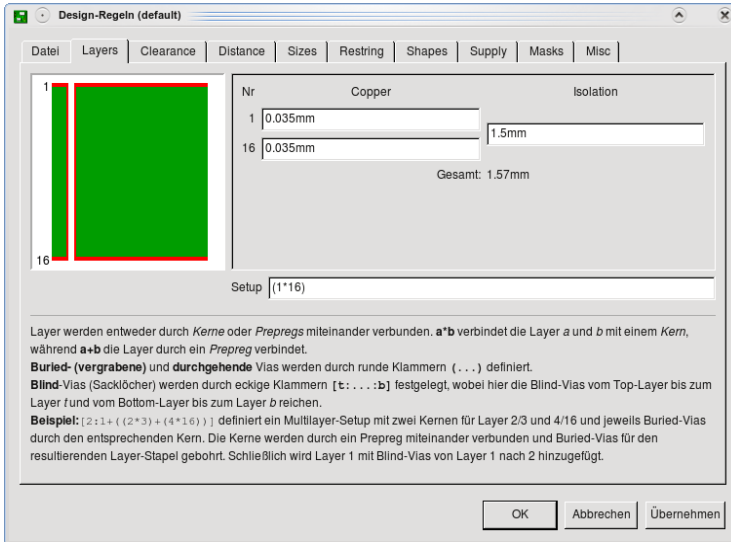 Design-Regeln (default)
Datei Layers Clearance Distance Sizes Restring Shapes Supply Masks Misc
1
16
Nr Copper Isolation
1 0.035mm
1.5mm
16 0.035mm
Gesamt: 1.57mm
Setup (1*16)
Layer werden entweder durch Kerne oder Prepregs miteinander verbunden. a*b verbindet die Layer a und b mit einem Kern,
während a+b die Layer durch ein Prepreg verbindet.
Buried- (vergrabene) und durchgehende Vias werden durch runde Klammern (...) definiert.
Blind-Vias (Sacklöcher) werden durch eckige Klammern [t:...:b] festgelegt, wobei hier die Blind-Vias vom Top-Layer bis zum
Layer t und vom Bottom-Layer bis zum Layer b reichen.
Beispiel: [2:1+((2*3)+(4*16))] definiert ein Multilayer-Setup mit zwei Kernen für Layer 2/3 und 4/16 und jeweils Buried-Vias
durch den entsprechenden Kern. Die Kerne werden durch ein Prepreg miteinander verbunden und Buried-Vias für den
resultierenden Layer-Stapel gebohrt. Schließlich wird Layer 1 mit Blind-Vias von Layer 1 nach 2 hinzugefügt.
OK Abbrechen Übernehmen